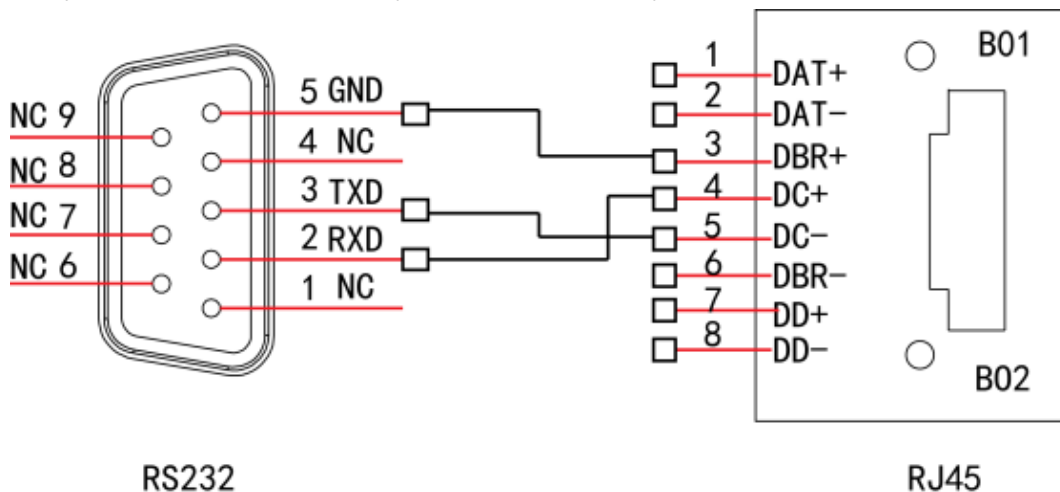 NC 9
NC 8
NC 7
NC 6
5 GND
4 NC
3 TXD
2 RXD
1 NC
1 DAT+
2 DAT-
3 DBR+
4 DC+
5 DC-
6 DBR-
7 DD+
8 DD-
B01
B02
RS232
RJ45